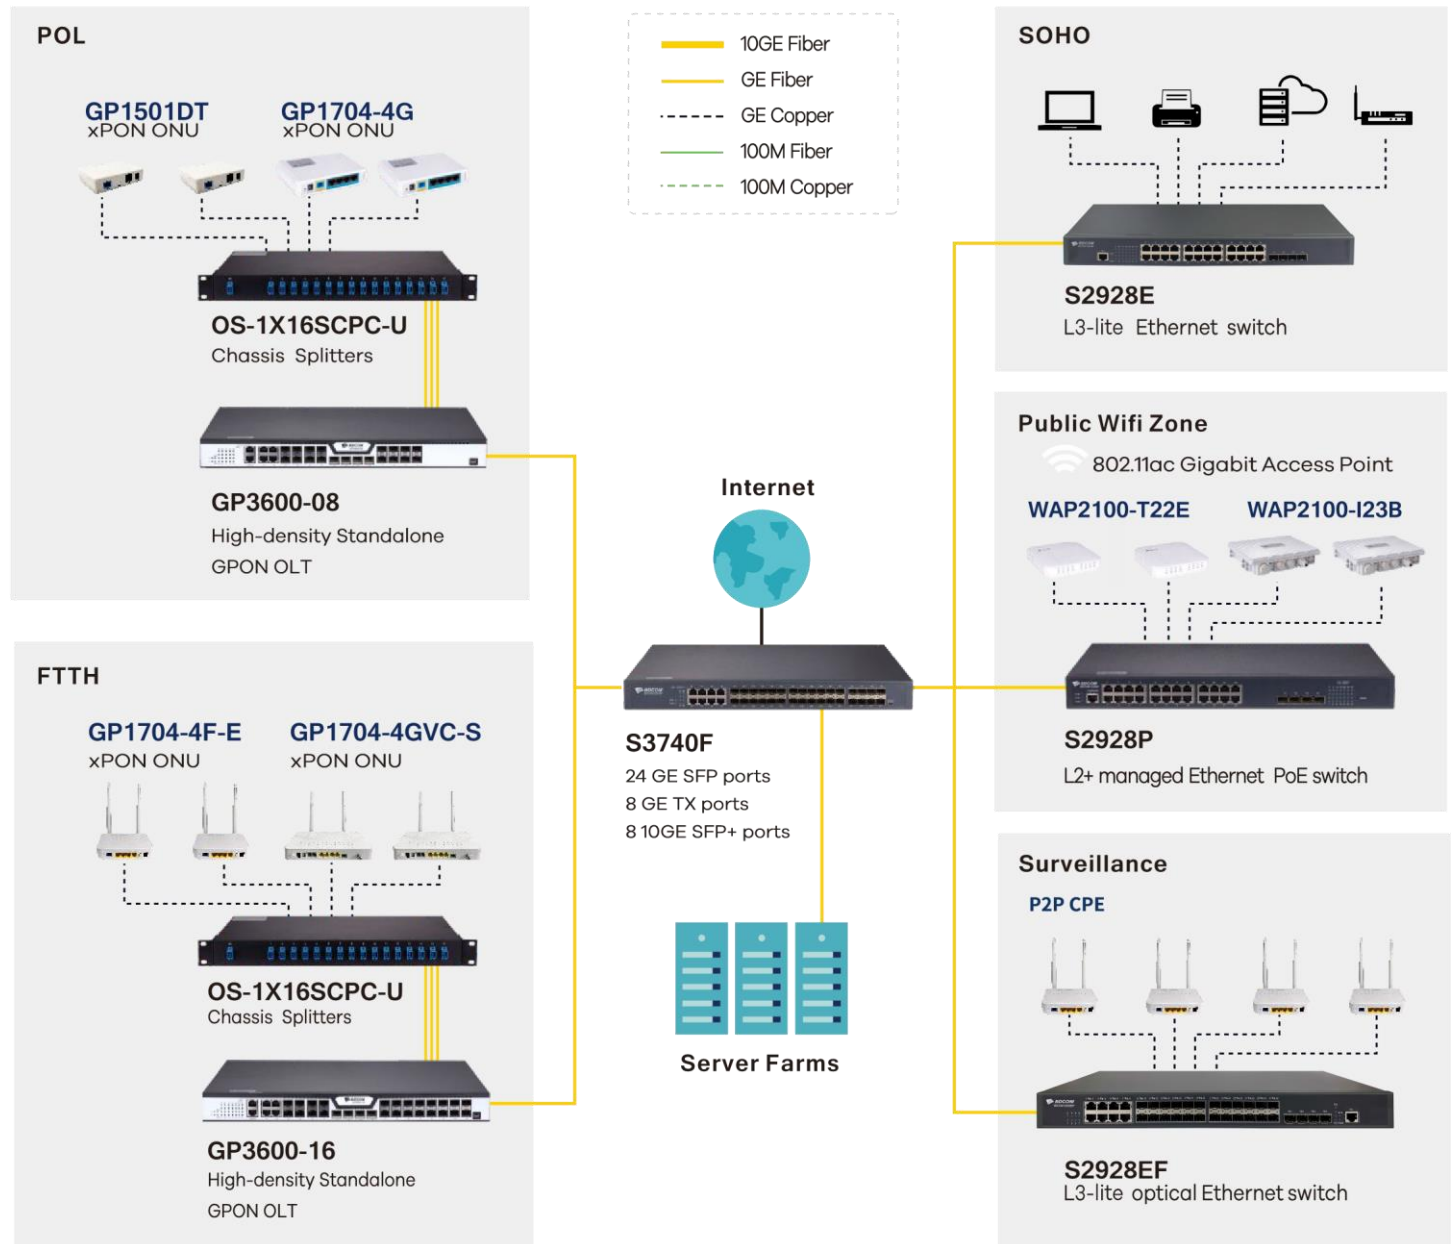 POL
GP1501DT
xPON ONU
GP1704-4G
xPON ONU
OS-1X16SCPC-U
Chassis Splitters
GP3600-08
High-density Standalone
GPON OLT
FTTH
GP1704-4F-E
xPON ONU
GP1704-4GVC-S
xPON ONU
OS-1X16SCPC-U
Chassis Splitters
GP3600-16
High-density Standalone
GPON OLT
10GE Fiber
GE Fiber
GE Copper
100M Fiber
100M Copper
Internet
S3740F
24 GE SFP ports
8 GE TX ports
8 10GE SFP+ ports
Server Farms
SOHO
S2928E
L3-lite Ethernet switch
Public Wifi Zone
802.11ac Gigabit Access Point
WAP2100-T22E
WAP2100-I23B
S2928P
L2+ managed Ethernet PoE switch
Surveillance
P2P CPE
S2928EF
L3-lite optical Ethernet switch